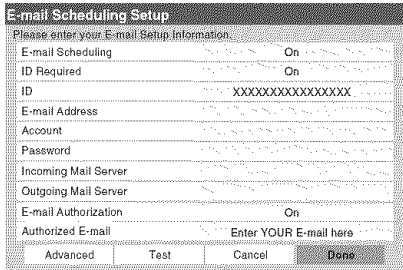 E-mail Scheduling Setup
Please enter your E-mail Setup Information.
E-mail Scheduling On
ID Required On
ID XXXXXXXXXXXXXXXX
E-mail Address
Account
Password
Incoming Mail Server
Outgoing Mail Server
E-mail Authorization On
Authorized E-mail Enter YOUR E-mail here
Advanced Test Cancel Done